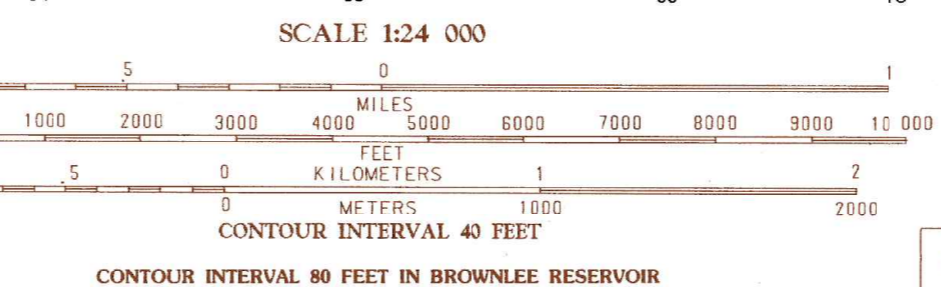 SCALE 1:24 000
.5 0 1
MILES
1000 2000 3000 4000 5000 6000 7000 8000 9000 10 000
FEET
.5 0 KILOMETERS 1 2
0 METERS 1000 2000
CONTOUR INTERVAL 40 FEET
CONTOUR INTERVAL 80 FEET IN BROWNLEE RESERVOIR